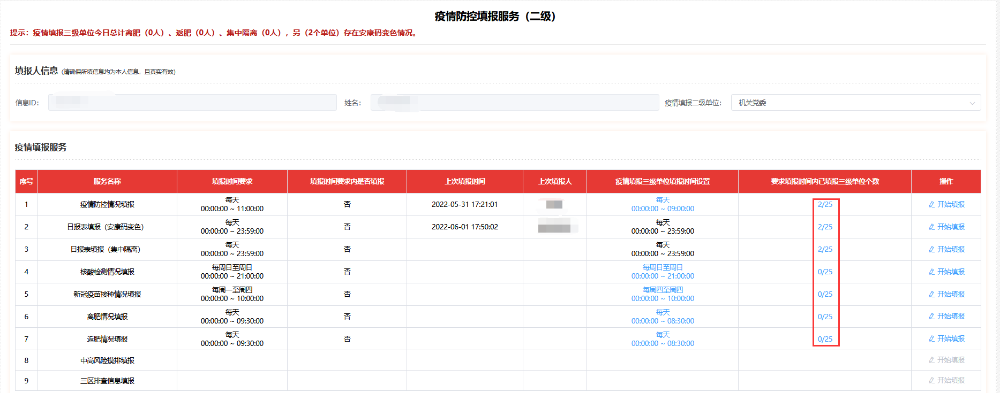 疫情防控填报服务（二级）
提示：疫情填报三级单位今日总计离肥（0人）、返肥（0人）、集中隔离（0人），另（2个单位）存在安康码变色情况。
填报人信息（请确保所填信息均为本人信息，且真实有效）
信息ID： 姓名： 疫情填报二级单位： 机关党委
疫情填报服务
序号 服务名称 填报时间要求 填报时间要求内是否填报 上次填报时间 上次填报人 疫情填报三级单位填报时间设置 要求填报时间内已填报三级单位个数 操作
1 疫情防控情况填报 每天 00:00:00 ~ 11:00:00 否 2022-05-31 17:21:01 每天 00:00:00 ~ 09:00:00 2/25 开始填报
2 日报表填报（安康码变色） 每天 00:00:00 ~ 23:59:00 否 2022-06-01 17:50:02 每天 00:00:00 ~ 23:59:00 2/25 开始填报
3 日报表填报（集中隔离） 每天 00:00:00 ~ 23:59:00 否 每天 00:00:00 ~ 23:59:00 2/25 开始填报
4 核酸检测情况填报 每周日至周日 00:00:00 ~ 21:00:00 否 每周日至周日 00:00:00 ~ 21:00:00 0/25 开始填报
5 新冠疫苗接种情况填报 每周一至周四 00:00:00 ~ 10:00:00 否 每周四至周四 00:00:00 ~ 10:00:00 0/25 开始填报
6 离肥情况填报 每天 00:00:00 ~ 09:30:00 否 每天 00:00:00 ~ 08:30:00 0/25 开始填报
7 返肥情况填报 每天 00:00:00 ~ 09:30:00 否 每天 00:00:00 ~ 08:30:00 0/25 开始填报
8 中高风险摸排填报 开始填报
9 三区排查信息填报 开始填报